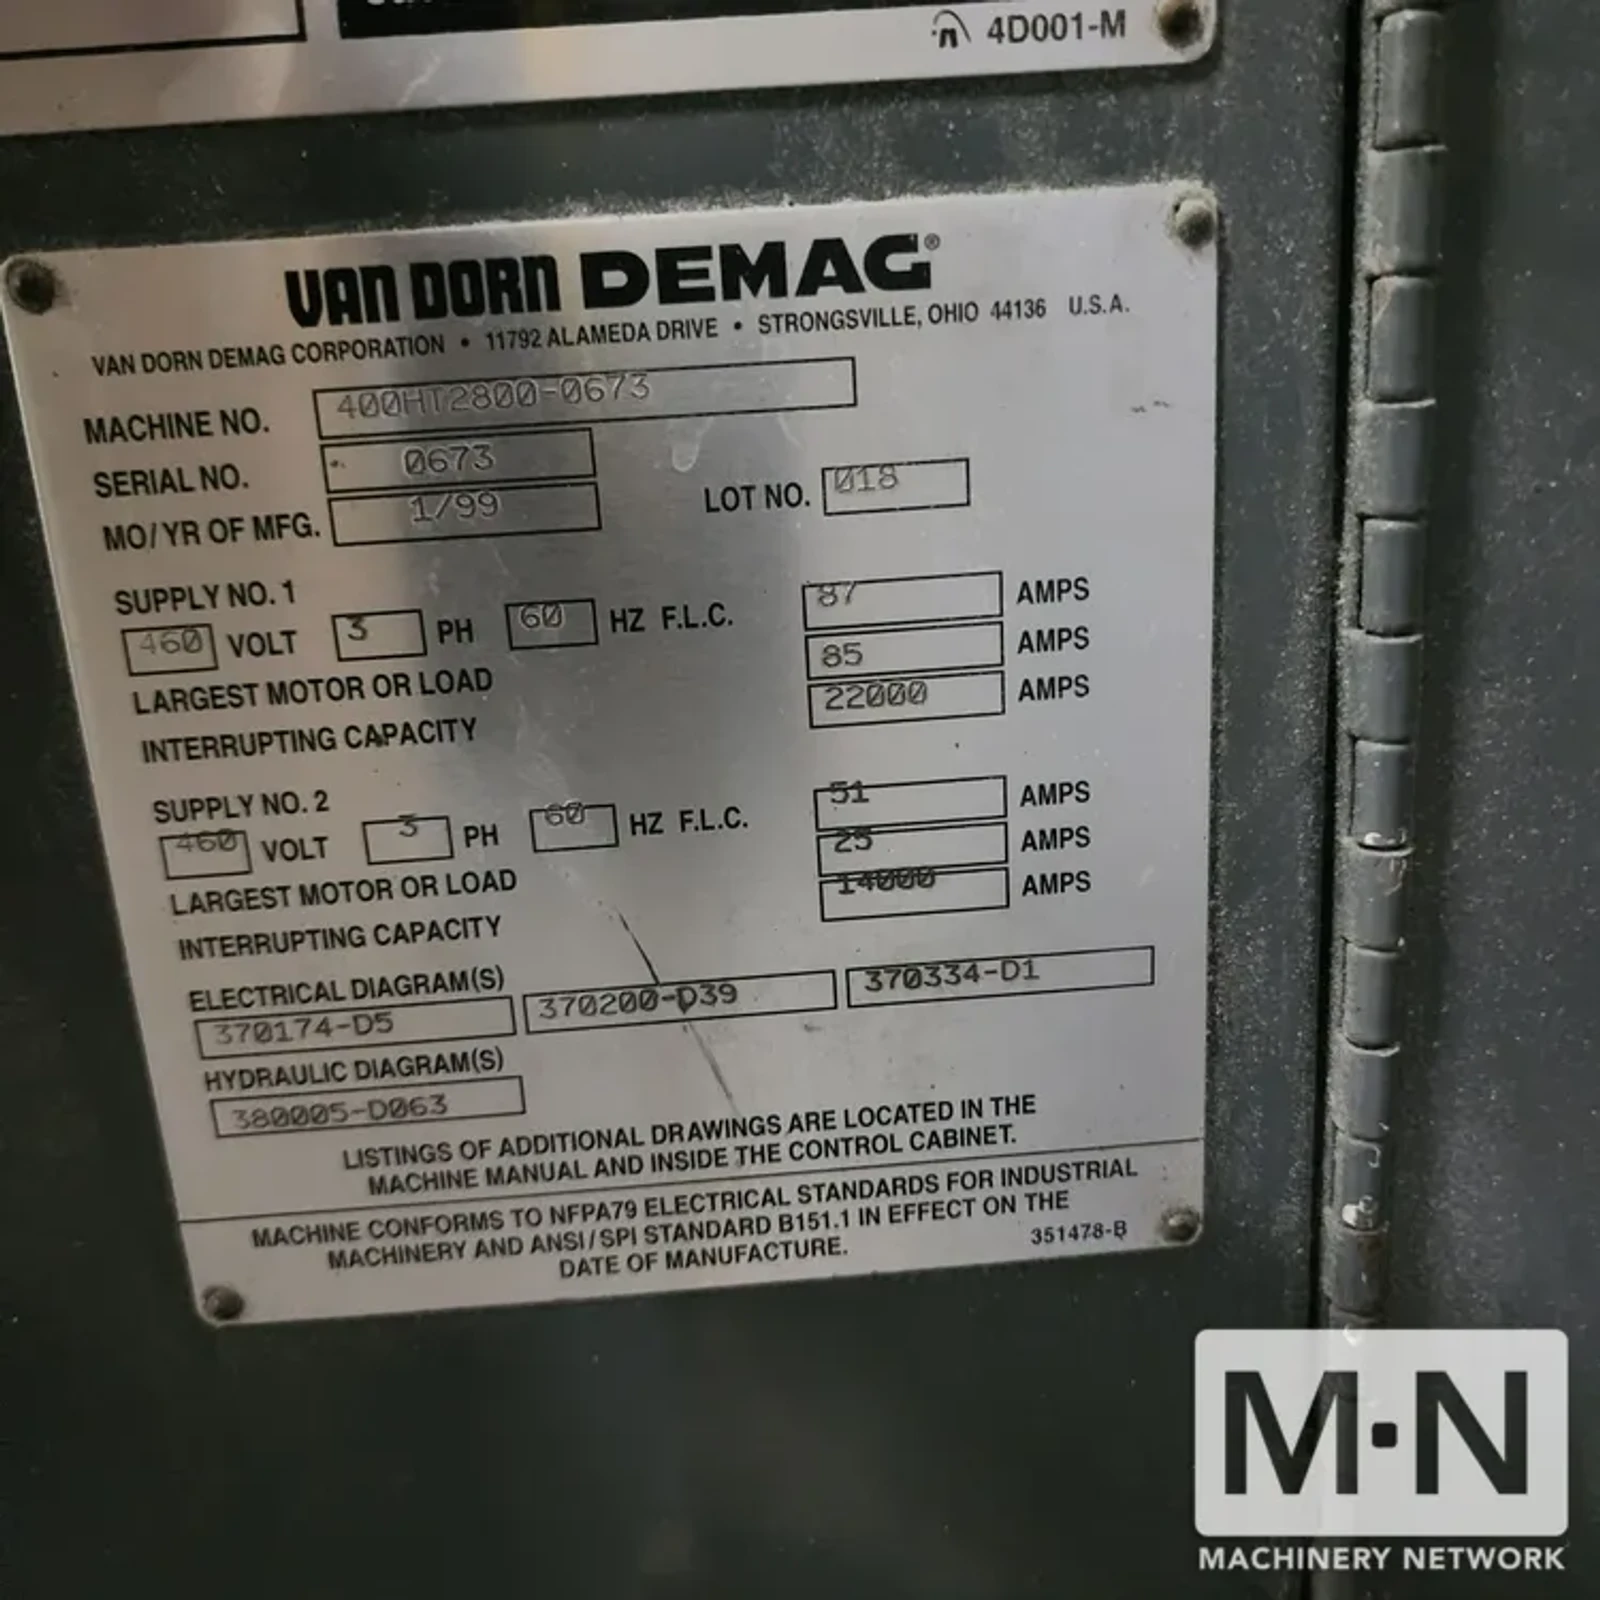 4D001-M
VAN DORN DEMAG®
VAN DORN DEMAG CORPORATION • 11792 ALAMEDA DRIVE • STRONGSVILLE, OHIO 44136 U.S.A.
MACHINE NO. 400HT2800-0673
SERIAL NO. 0673
MO/YR OF MFG. 1/99 LOT NO. 018
SUPPLY NO. 1
460 VOLT 3 PH 60 HZ F.L.C. 87 AMPS
LARGEST MOTOR OR LOAD 85 AMPS
INTERRUPTING CAPACITY 22000 AMPS
SUPPLY NO. 2
460 VOLT 3 PH 60 HZ F.L.C. 51 AMPS
LARGEST MOTOR OR LOAD 25 AMPS
INTERRUPTING CAPACITY 14000 AMPS
ELECTRICAL DIAGRAM(S)
370174-D5 370200-D39 370334-D1
HYDRAULIC DIAGRAM(S)
380005-D063
LISTINGS OF ADDITIONAL DRAWINGS ARE LOCATED IN THE
MACHINE MANUAL AND INSIDE THE CONTROL CABINET.
MACHINE CONFORMS TO NFPA79 ELECTRICAL STANDARDS FOR INDUSTRIAL
MACHINERY AND ANSI/SPI STANDARD B151.1 IN EFFECT ON THE
DATE OF MANUFACTURE.
351478-B
M·N
MACHINERY NETWORK